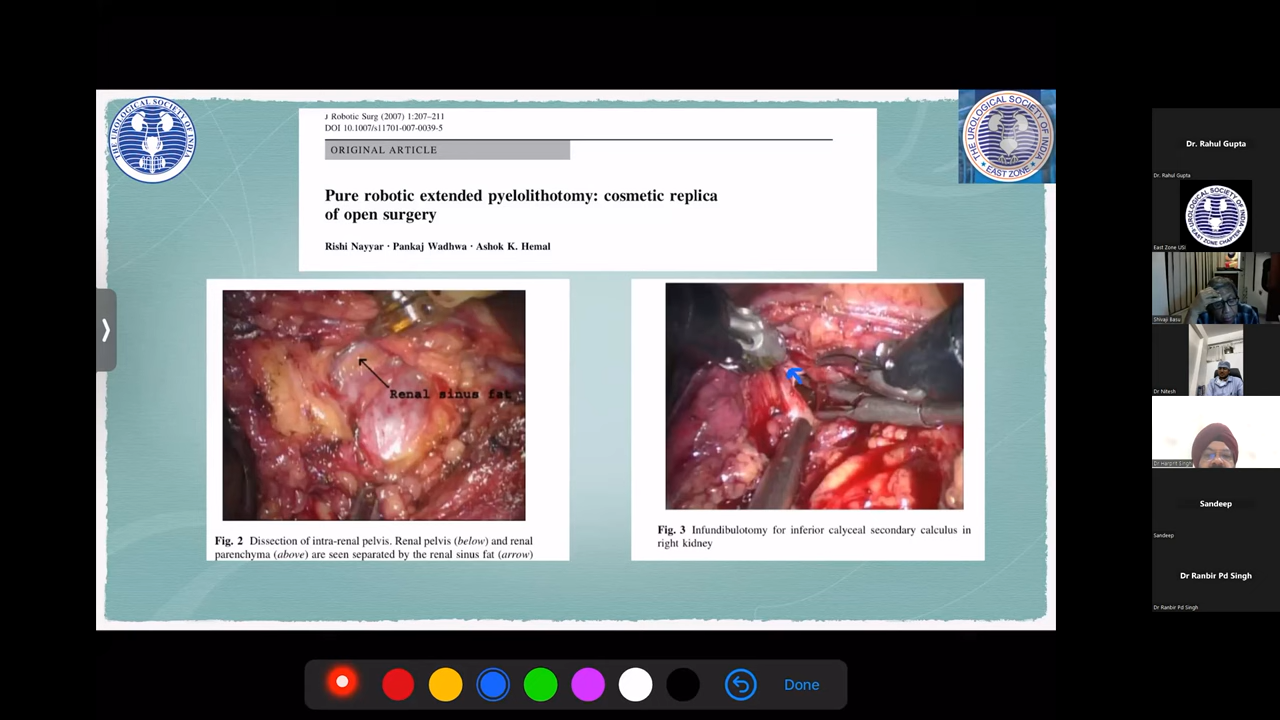 J Robotic Surg (2007) 1:207–211
DOI 10.1007/s11701-007-0039-5
ORIGINAL ARTICLE
Pure robotic extended pyelolithotomy: cosmetic replica
of open surgery
Rishi Nayyar · Pankaj Wadhwa · Ashok K. Hemal
THE UROLOGICAL SOCIETY OF INDIA
THE UROLOGICAL SOCIETY OF INDIA
EAST ZONE
Renal sinus fat
Fig. 2 Dissection of intra-renal pelvis. Renal pelvis (below) and renal
parenchyma (above) are seen separated by the renal sinus fat (arrow)
Fig. 3 Infundibulotomy for inferior calyceal secondary calculus in
right kidney
Done
Dr. Rahul Gupta
Dr. Rahul Gupta
East Zone USI
Shivaji Basu
Dr Nitesh
Dr Harprit Singh
Sandeep
Sandeep
Dr Ranbir Pd Singh
Dr Ranbir Pd Singh